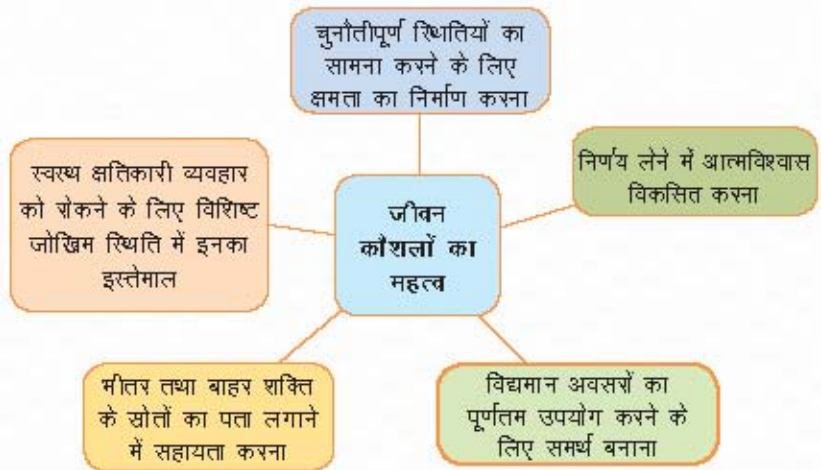 चुनौतीपूर्ण स्थितियों का
सामना करने के लिए
क्षमता का निर्माण करना
स्वस्थ क्षतिकारी व्यवहार
को रोकने के लिए विशिष्ट
जोखिम स्थिति में इनका
इस्तेमाल
जीवन
कौशलों का
महत्व
निर्णय लेने में आत्मविश्वास
विकसित करना
भीतर तथा बाहर शक्ति
के स्रोतों का पता लगाने
में सहायता करना
विद्यमान अवसरों का
पूर्णतम उपयोग करने के
लिए समर्थ बनाना